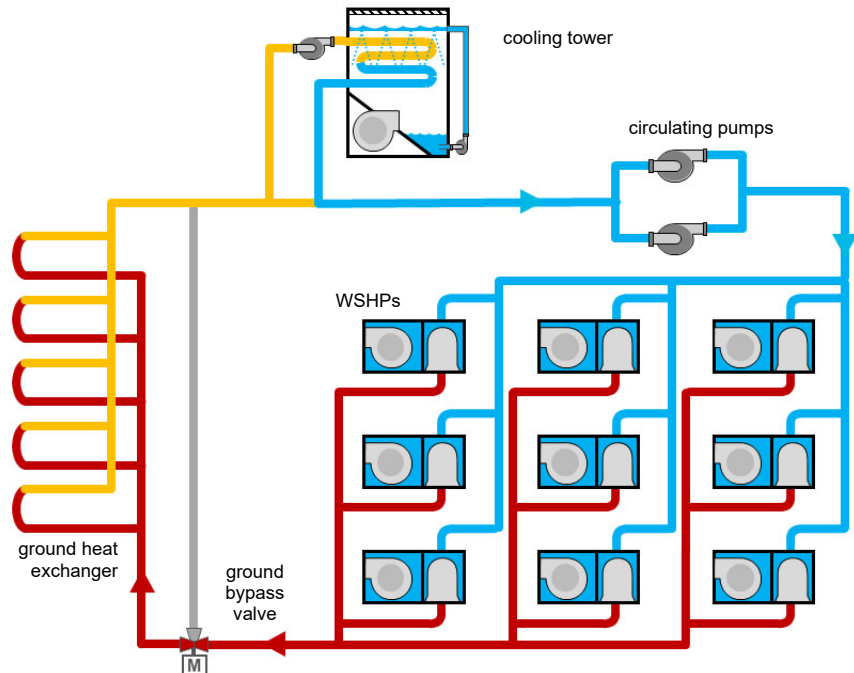 cooling tower
circulating pumps
WSHPs
ground heat
exchanger
ground
bypass
valve
M